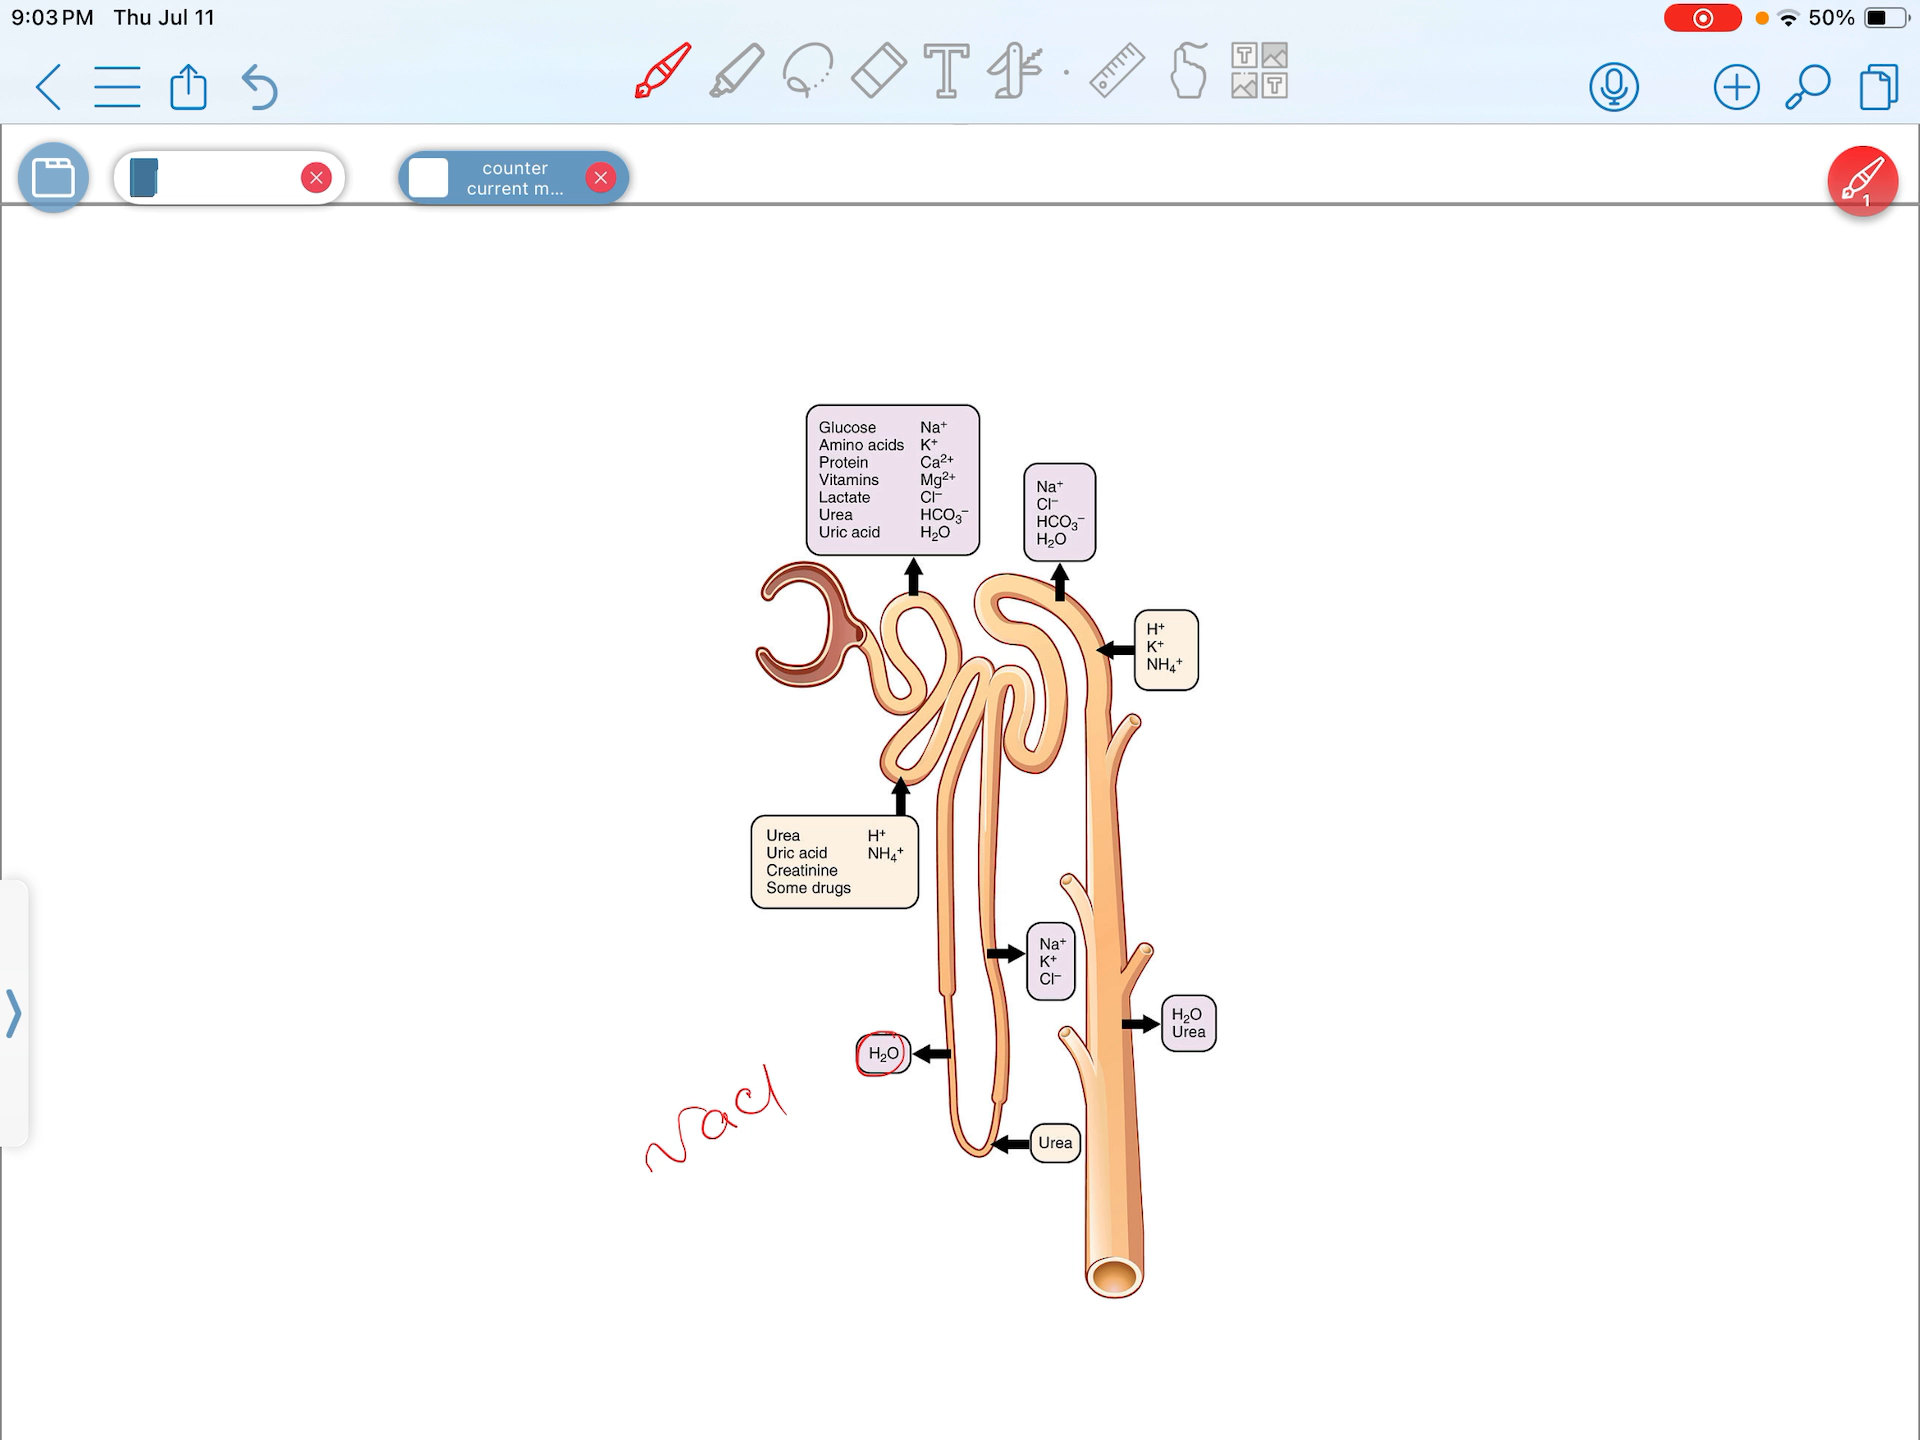 9:03 PM Thu Jul 11
50%
counter
current m...
1
Glucose Na⁺
Amino acids K⁺
Protein Ca²⁺
Vitamins Mg²⁺
Lactate Cl⁻
Urea HCO₃⁻
Uric acid H₂O
Na⁺
Cl⁻
HCO₃⁻
H₂O
H⁺
K⁺
NH₄⁺
Urea H⁺
Uric acid NH₄⁺
Creatinine
Some drugs
Na⁺
K⁺
Cl⁻
H₂O
Urea
H₂O
Nacl
Urea